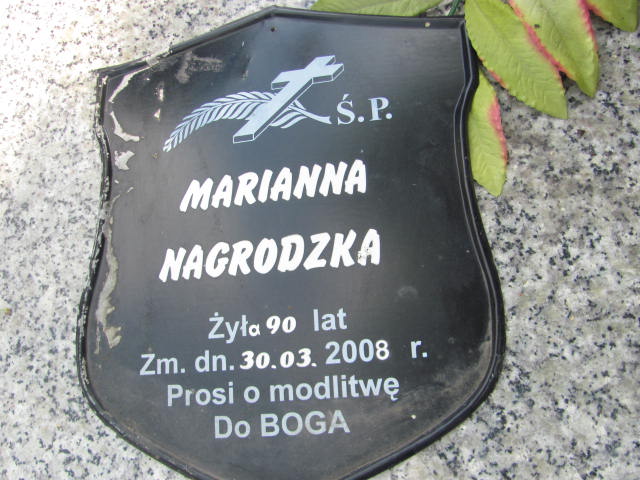 Ś.P.
MARIANNA
NAGRODZKA
Żyła 90 lat
Zm. dn. 30.03. 2008 r.
Prosi o modlitwę
Do BOGA